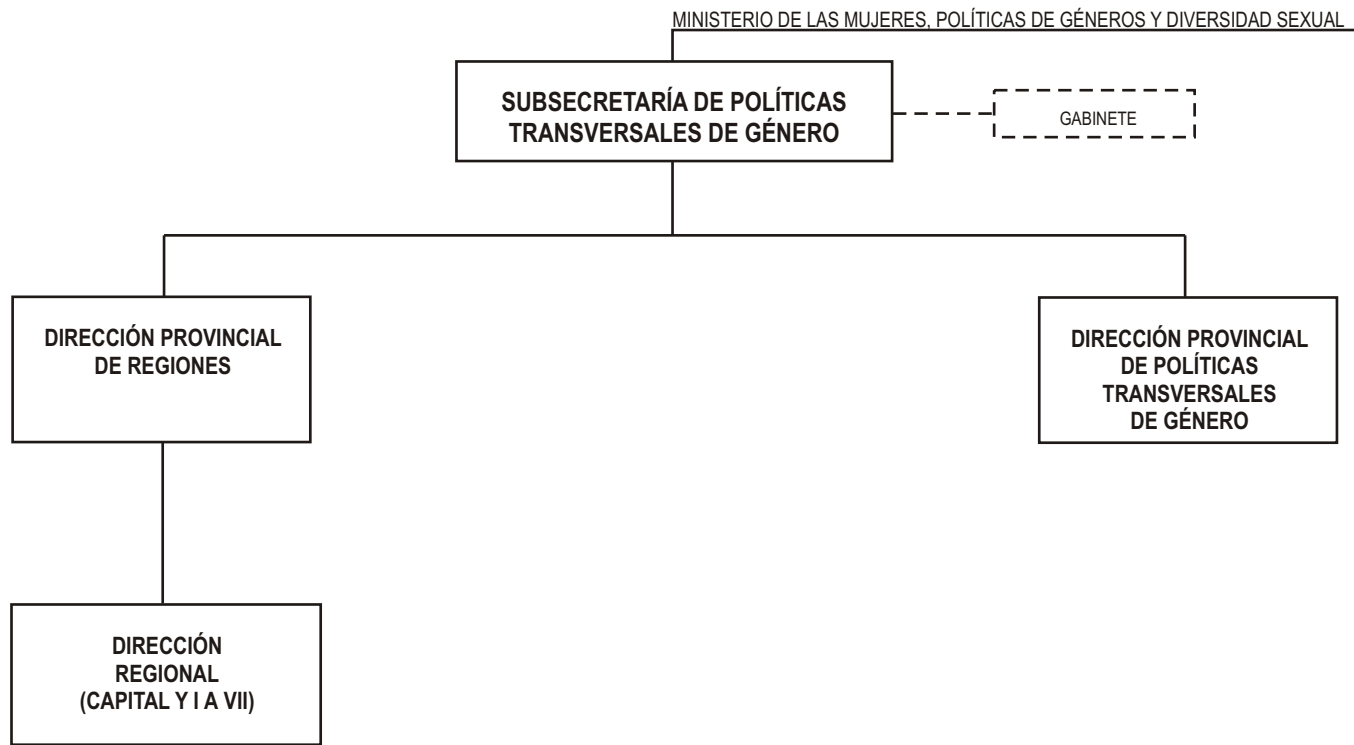 MINISTERIO DE LAS MUJERES, POLÍTICAS DE GÉNEROS Y DIVERSIDAD SEXUAL
SUBSECRETARÍA DE POLÍTICAS
TRANSVERSALES DE GÉNERO
GABINETE
DIRECCIÓN PROVINCIAL
DE REGIONES
DIRECCIÓN PROVINCIAL
DE POLÍTICAS
TRANSVERSALES
DE GÉNERO
DIRECCIÓN
REGIONAL
(CAPITAL Y I A VII)